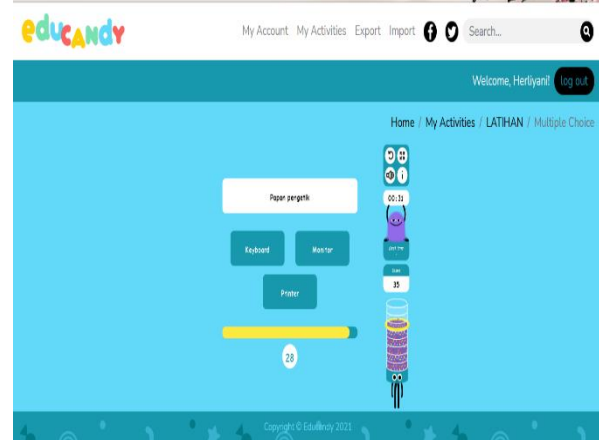 educandy
My Account My Activities Export Import Search...
Welcome, Herliyani! log out
Home / My Activities / LATIHAN / Multiple Choice
00:31
Papan pengetik
Keyboard Monitor
Printer
35
28
Copyright © Educandy 2021